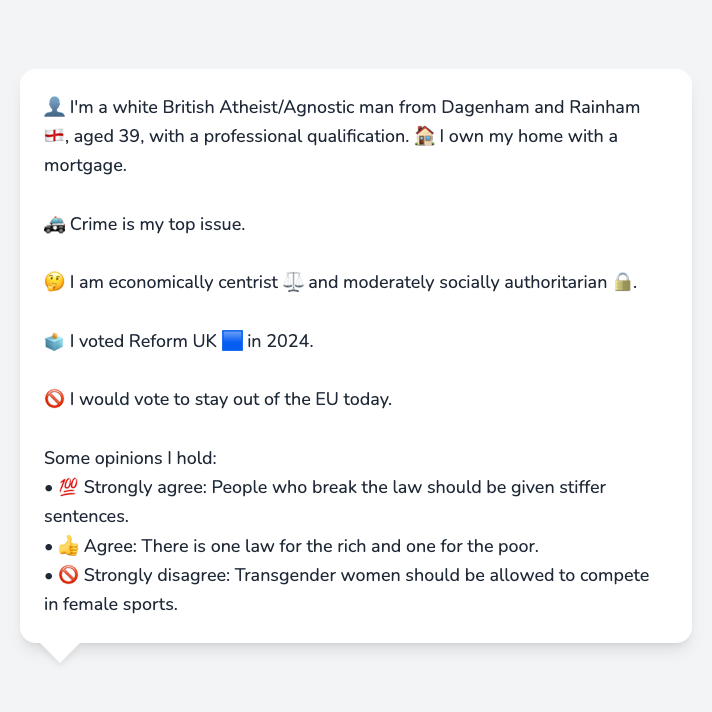 👤 I'm a white British Atheist/Agnostic man from Dagenham and Rainham
🏴󠁧󠁢󠁥󠁮󠁧󠁿, aged 39, with a professional qualification. 🏠 I own my home with a
mortgage.
🚓 Crime is my top issue.
🤔 I am economically centrist ⚖️ and moderately socially authoritarian 🔒.
🗳️ I voted Reform UK 🟦 in 2024.
🚫 I would vote to stay out of the EU today.
Some opinions I hold:
• 💯 Strongly agree: People who break the law should be given stiffer
sentences.
• 👍 Agree: There is one law for the rich and one for the poor.
• 🚫 Strongly disagree: Transgender women should be allowed to compete
in female sports.